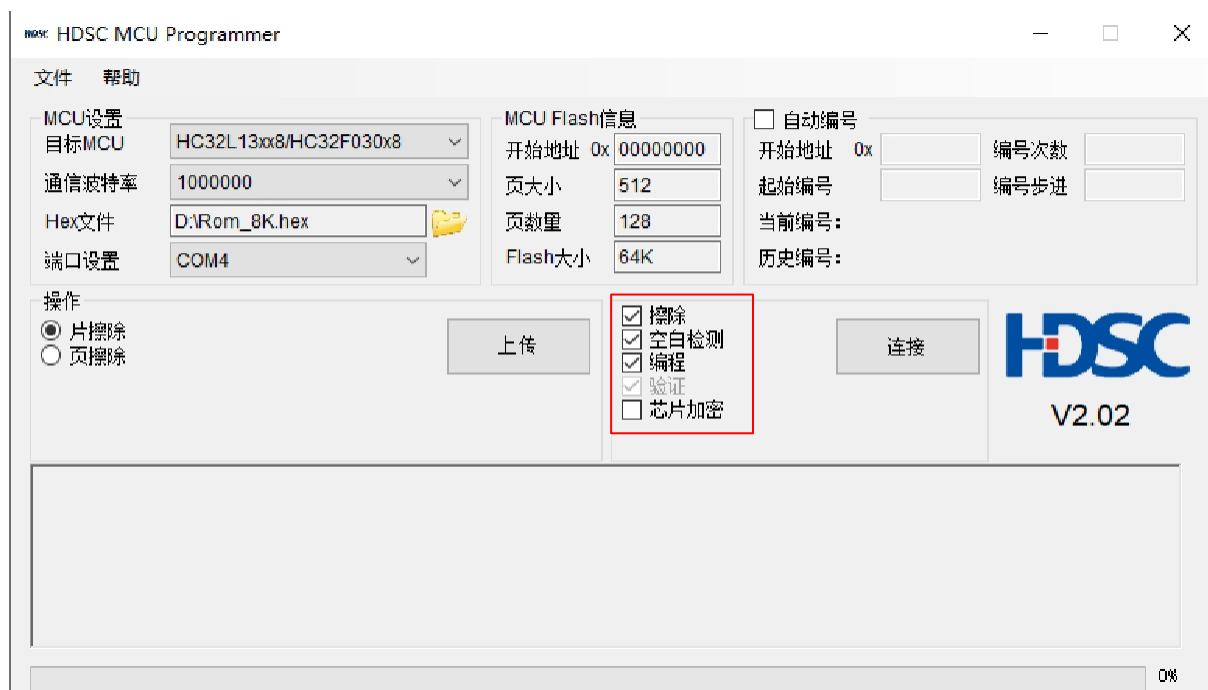 HDSC HDSC MCU Programmer
文件 帮助
MCU设置
目标MCU HC32L13xx8/HC32F030x8
通信波特率 1000000
Hex文件 D:\Rom_8K.hex
端口设置 COM4
MCU Flash信息
开始地址 0x 00000000
页大小 512
页数量 128
Flash大小 64K
自动编号
开始地址 0x 编号次数
起始编号 编号步进
当前编号:
历史编号:
操作
片擦除
页擦除
上传
擦除
空白检测
编程
验证
芯片加密
连接
HDSC
V2.02
0%